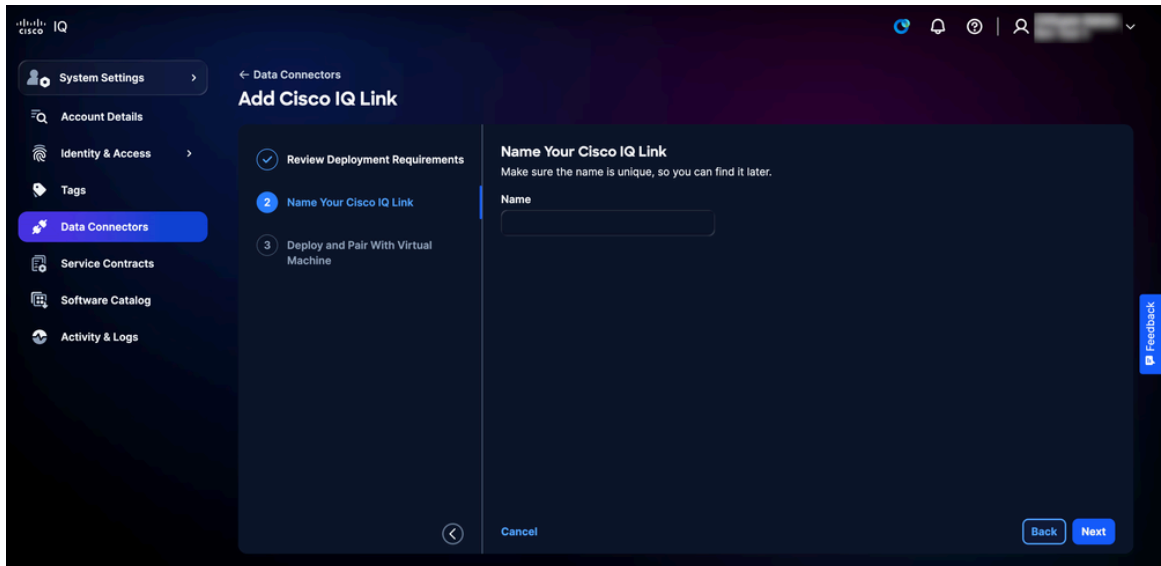 cisco IQ
System Settings
Account Details
Identity & Access
Tags
Data Connectors
Service Contracts
Software Catalog
Activity & Logs
← Data Connectors
Add Cisco IQ Link
Review Deployment Requirements
2 Name Your Cisco IQ Link
3 Deploy and Pair With Virtual
Machine
Name Your Cisco IQ Link
Make sure the name is unique, so you can find it later.
Name
Cancel
Back
Next
Feedback